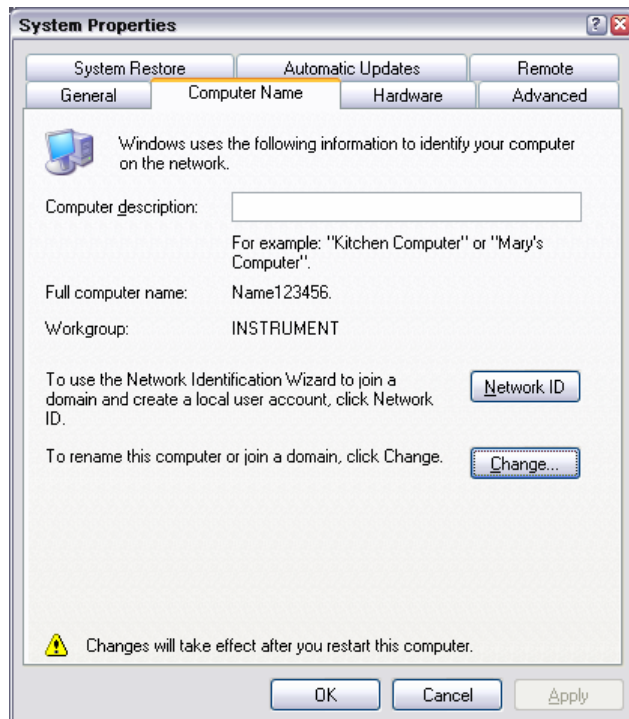 System Properties
System Restore
Automatic Updates
Remote
General
Computer Name
Hardware
Advanced
Windows uses the following information to identify your computer
on the network.
Computer description:
For example: "Kitchen Computer" or "Mary's
Computer".
Full computer name: Name123456.
Workgroup: INSTRUMENT
To use the Network Identification Wizard to join a
domain and create a local user account, click Network
ID.
Network ID
To rename this computer or join a domain, click Change.
Change...
Changes will take effect after you restart this computer.
OK
Cancel
Apply